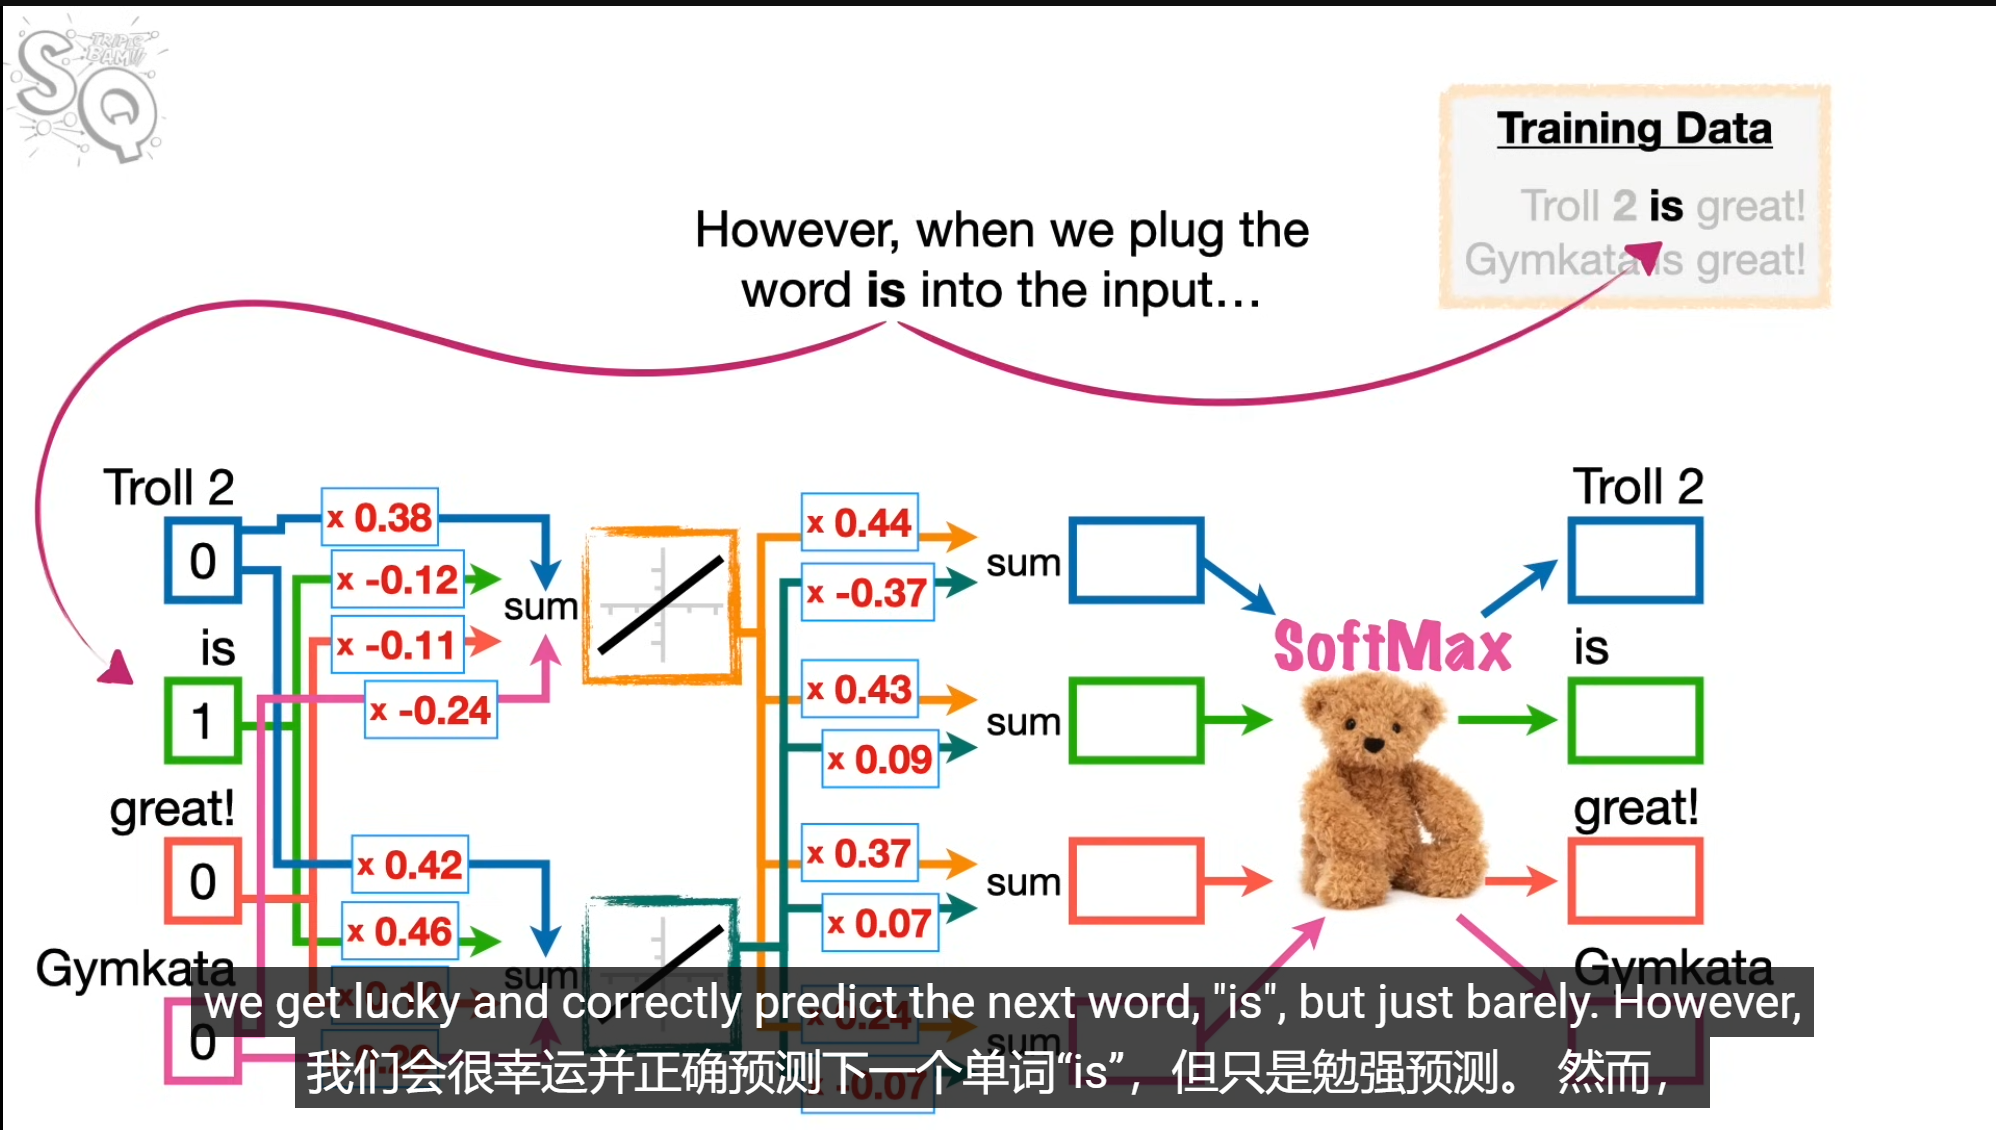 SQ
TRIPLE
BAM!!
Training Data
Troll 2 is great!
Gymkata is great!
However, when we plug the
word is into the input…
Troll 2
0
is
1
great!
0
Gymkata
0
x 0.38
x -0.12
x -0.11
x -0.24
sum
x 0.42
x 0.46
sum
x 0.44
x -0.37
sum
x 0.43
x 0.09
sum
x 0.37
x 0.07
sum
x 0.24
x -0.07
sum
SoftMax
Troll 2
is
great!
Gymkata
we get lucky and correctly predict the next word, "is", but just barely. However,
我们会很幸运并正确预测下一个单词“is”，但只是勉强预测。 然而，